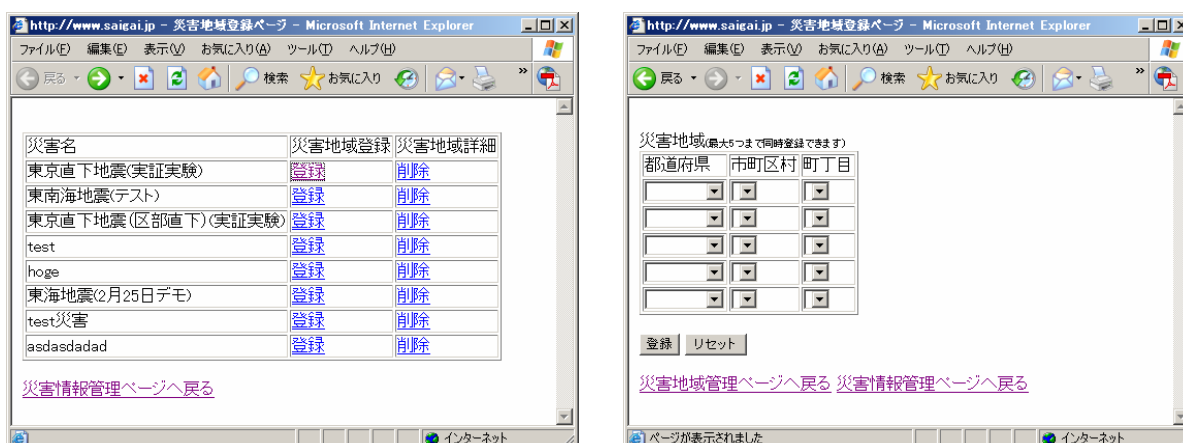 http://www.saigai.jp - 災害地域登録ページ - Microsoft Internet Explorer
ファイル(F) 編集(E) 表示(V) お気に入り(A) ツール(T) ヘルプ(H)
戻る 検索 お気に入り »
災害名 災害地域登録 災害地域詳細
東京直下地震(実証実験) 登録 削除
東南海地震(テスト) 登録 削除
東京直下地震(区部直下)(実証実験) 登録 削除
test 登録 削除
hoge 登録 削除
東海地震(2月25日デモ) 登録 削除
test災害 登録 削除
asdasdadad 登録 削除
災害情報管理ページへ戻る
インターネット
http://www.saigai.jp - 災害地域登録ページ - Microsoft Internet Explorer
ファイル(F) 編集(E) 表示(V) お気に入り(A) ツール(T) ヘルプ(H)
戻る 検索 お気に入り »
災害地域(最大5つまで同時登録できます)
都道府県 市町区村 町丁目
登録 リセット
災害地域管理ページへ戻る 災害情報管理ページへ戻る
ページが表示されました インターネット